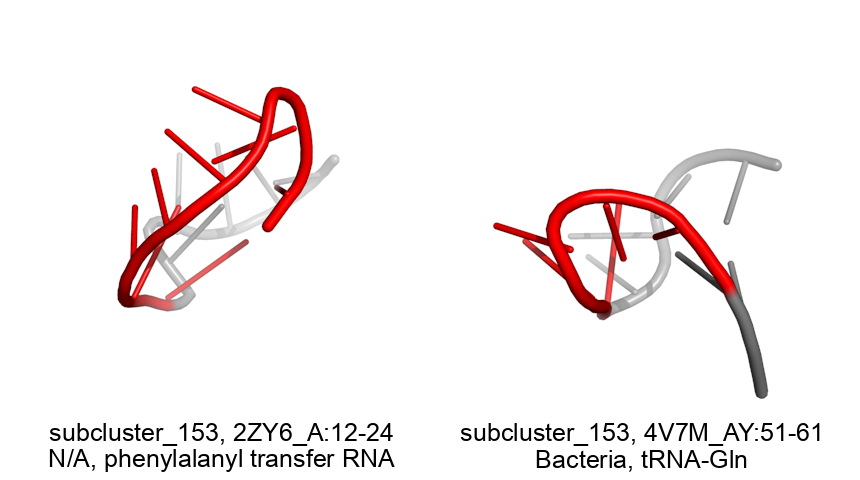 subcluster_153, 2ZY6_A:12-24
N/A, phenylalanyl transfer RNA
subcluster_153, 4V7M_AY:51-61
Bacteria, tRNA-Gln